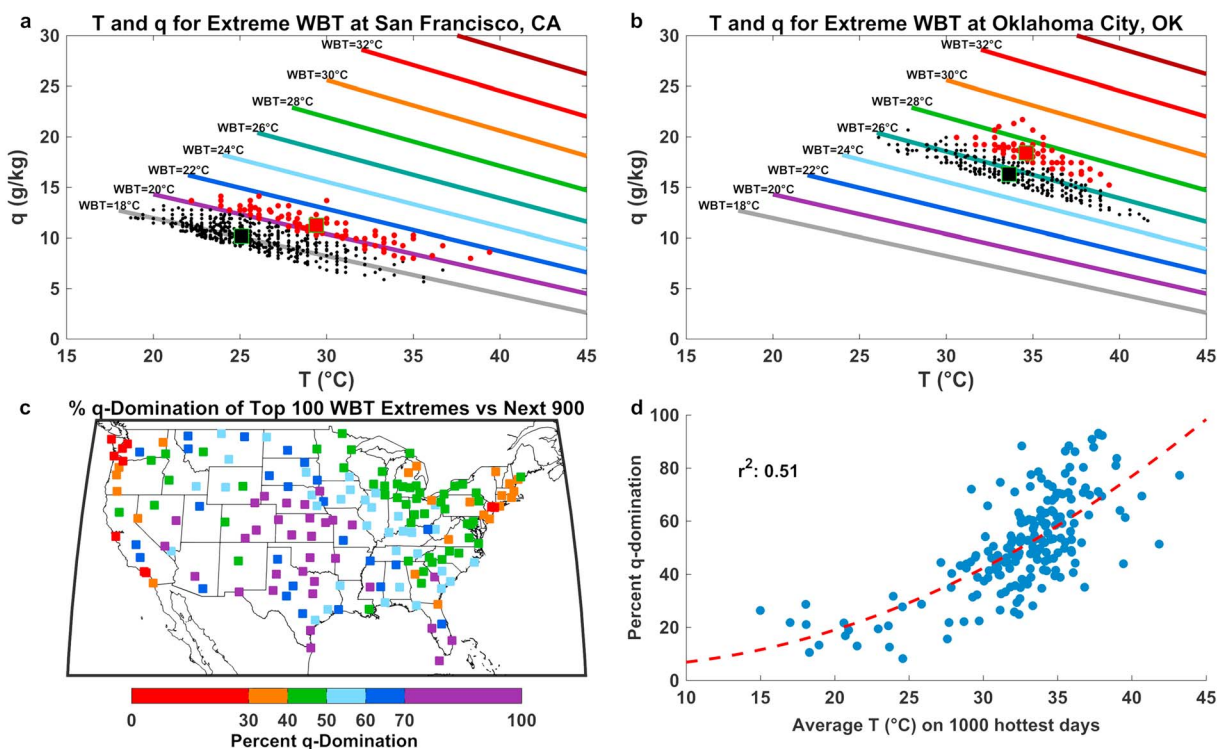 a T and q for Extreme WBT at San Francisco, CA
30
25
20
15
10
5
0
q (g/kg)
WBT=32°C
WBT=30°C
WBT=28°C
WBT=26°C
WBT=24°C
WBT=22°C
WBT=20°C
WBT=18°C
15 20 25 30 35 40 45
T (°C)
b T and q for Extreme WBT at Oklahoma City, OK
30
25
20
15
10
5
0
q (g/kg)
WBT=32°C
WBT=30°C
WBT=28°C
WBT=26°C
WBT=24°C
WBT=22°C
WBT=20°C
WBT=18°C
15 20 25 30 35 40 45
T (°C)
c % q-Domination of Top 100 WBT Extremes vs Next 900
0 30 40 50 60 70 100
Percent q-Domination
d
100
80
60
40
20
0
Percent q-domination
r²: 0.51
10 15 20 25 30 35 40 45
Average T (°C) on 1000 hottest days